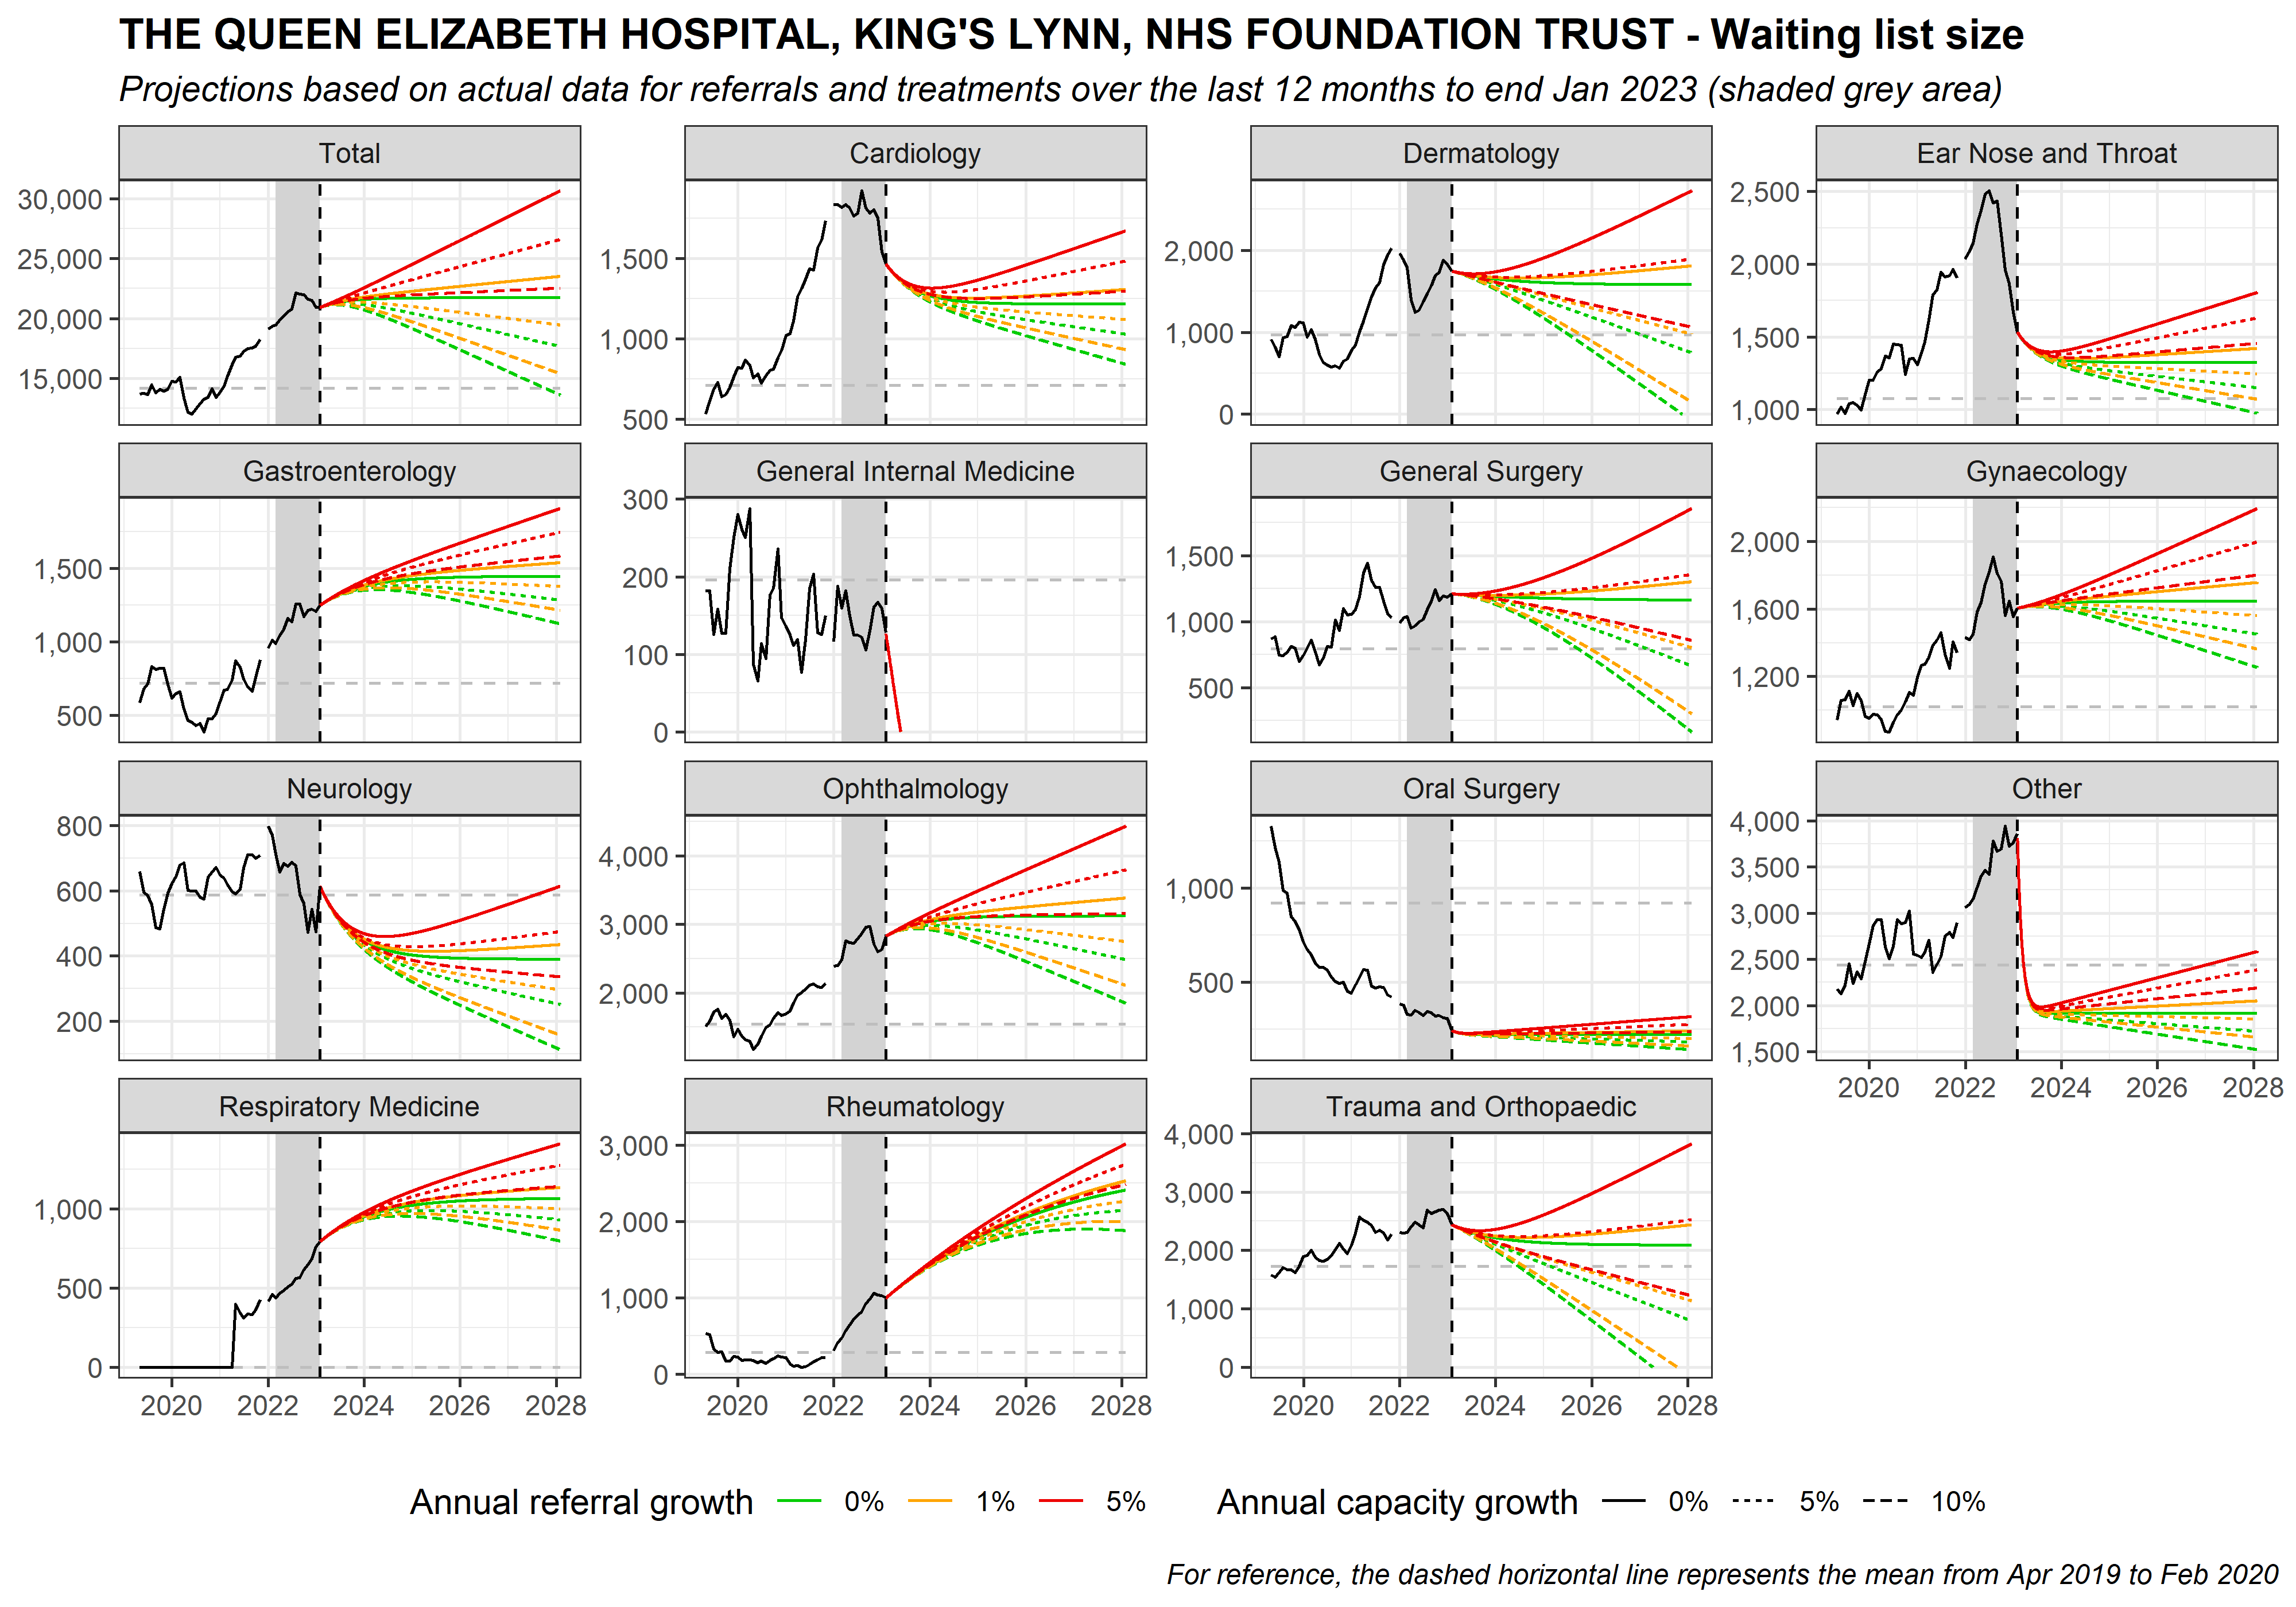 THE QUEEN ELIZABETH HOSPITAL, KING'S LYNN, NHS FOUNDATION TRUST - Waiting list size
Projections based on actual data for referrals and treatments over the last 12 months to end Jan 2023 (shaded grey area)
Total
Cardiology
Dermatology
Ear Nose and Throat
30,000
25,000
20,000
15,000
1,500
1,000
500
2,000
1,000
0
2,500
2,000
1,500
1,000
Gastroenterology
General Internal Medicine
General Surgery
Gynaecology
1,500
1,000
500
300
200
100
0
1,500
1,000
500
2,000
1,600
1,200
Neurology
Ophthalmology
Oral Surgery
Other
800
600
400
200
4,000
3,000
2,000
1,000
500
4,000
3,500
3,000
2,500
2,000
1,500
2020 2022 2024 2026 2028
Respiratory Medicine
Rheumatology
Trauma and Orthopaedic
1,000
500
0
3,000
2,000
1,000
0
4,000
3,000
2,000
1,000
0
2020 2022 2024 2026 2028
2020 2022 2024 2026 2028
2020 2022 2024 2026 2028
Annual referral growth 0% 1% 5%
Annual capacity growth 0% 5% 10%
For reference, the dashed horizontal line represents the mean from Apr 2019 to Feb 2020